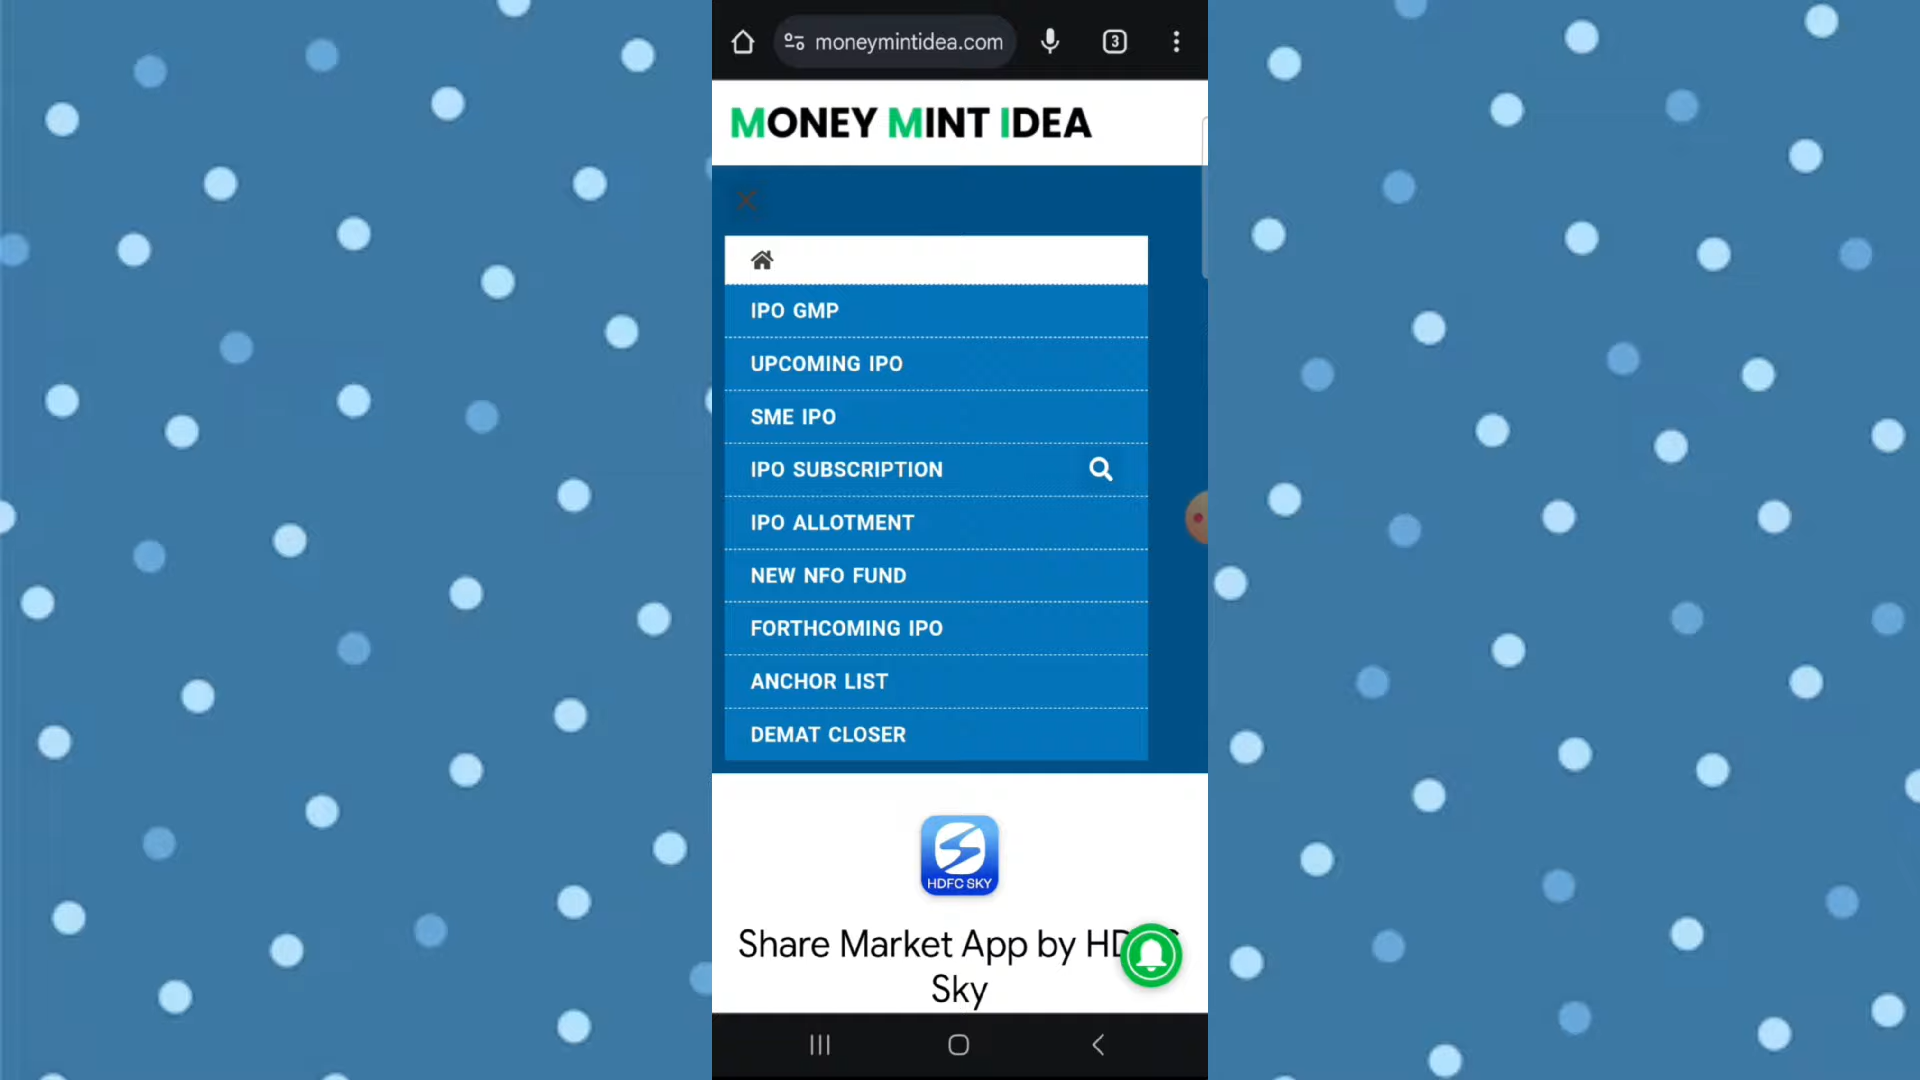 moneymintidea.com
3
MONEY MINT IDEA
IPO GMP
UPCOMING IPO
SME IPO
IPO SUBSCRIPTION
IPO ALLOTMENT
NEW NFO FUND
FORTHCOMING IPO
ANCHOR LIST
DEMAT CLOSER
HDFC SKY
Share Market App by
Sky